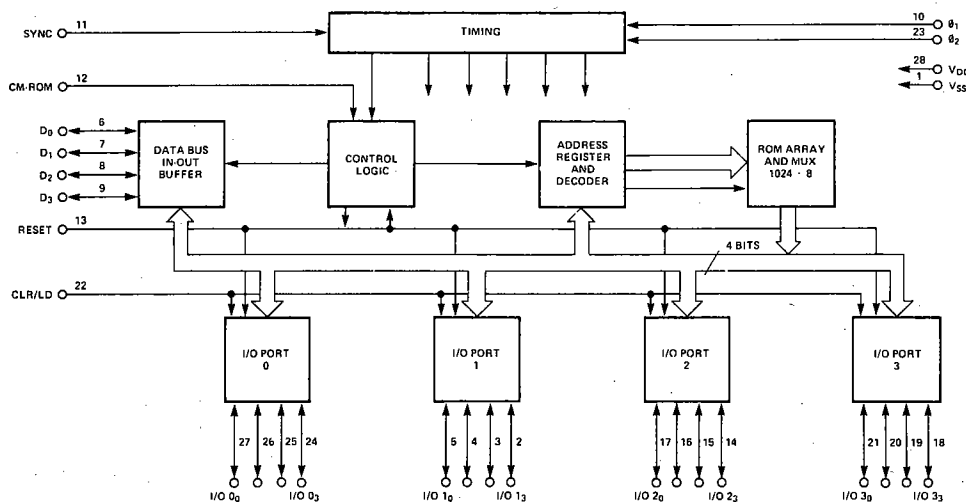 11 TIMING 10 Ø1
SYNC 23 Ø2
28 VDD
12 1 VSS
CM-ROM
D0 6
D1 7
D2 8
D3 9
DATA BUS
IN-OUT
BUFFER
CONTROL
LOGIC
ADDRESS
REGISTER
AND
DECODER
ROM ARRAY
AND MUX
1024 · 8
RESET 13
4 BITS
CLR/LD 22
I/O PORT
0
I/O PORT
1
I/O PORT
2
I/O PORT
3
27 26 25 24
5 4 3 2
17 16 15 14
21 20 19 18
I/O 00 I/O 03
I/O 10 I/O 13
I/O 20 I/O 23
I/O 30 I/O 33